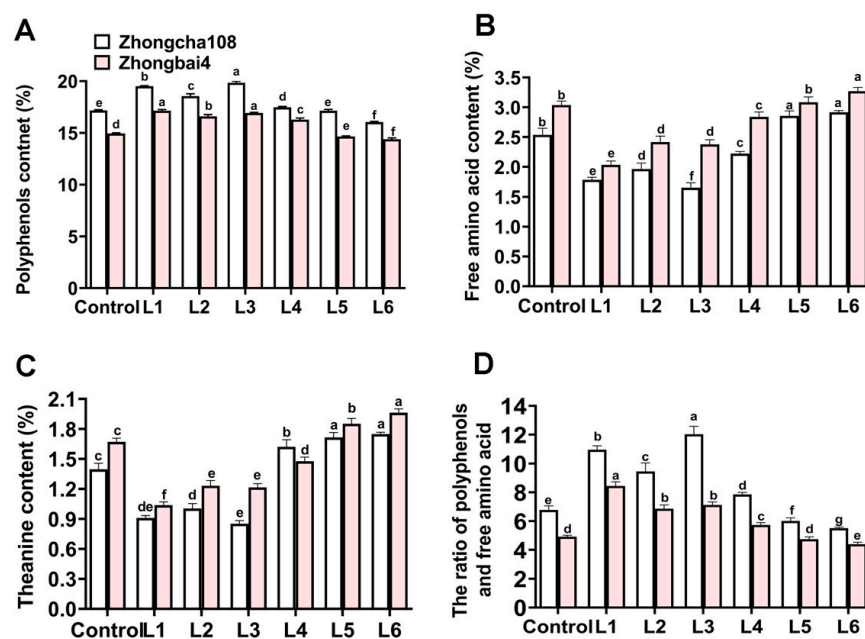 A
Zhongcha108
Zhongbai4
Polyphenols contnet (%)
20
15
10
5
0
e d b a c b a a d c e e f f
Control L1 L2 L3 L4 L5 L6
B
Free amino acid content (%)
3.5
3.0
2.5
2.0
1.5
1.0
0.5
0.0
b b e e d d f d c c a b a a
Control L1 L2 L3 L4 L5 L6
C
Theanine content (%)
2.1
1.8
1.5
1.2
0.9
0.6
0.3
0.0
c c de f d e e e b d a b a a
Control L1 L2 L3 L4 L5 L6
D
The ratio of polyphenols
and free amino acid
14
12
10
8
6
4
2
0
e d b a c b a b d c f d g e
Control L1 L2 L3 L4 L5 L6